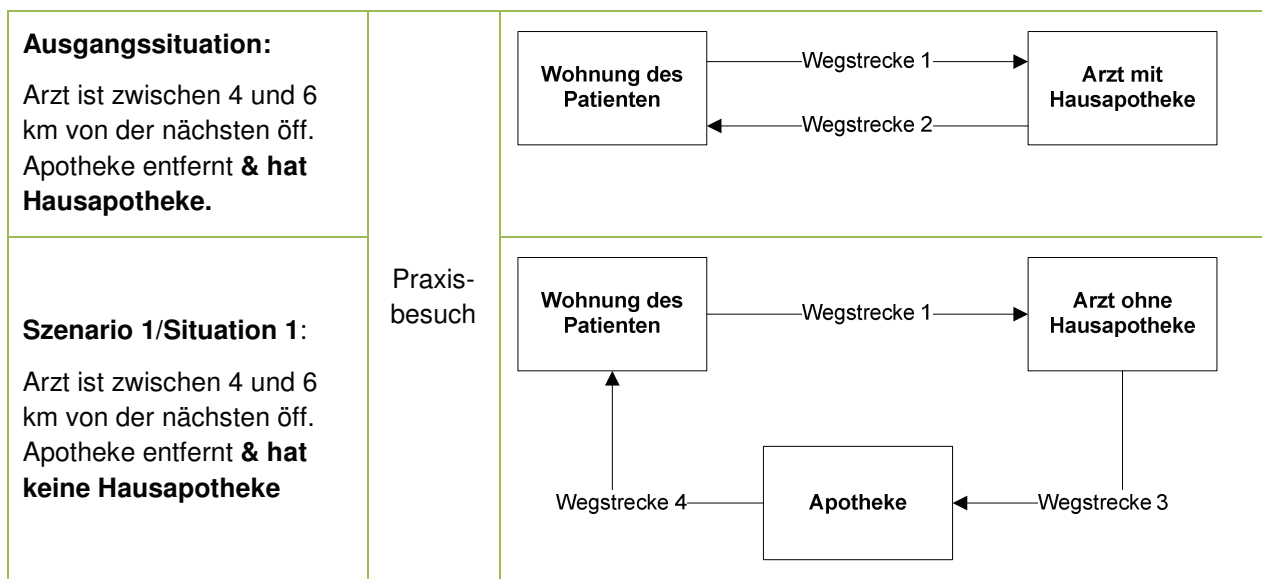 Ausgangssituation:
Arzt ist zwischen 4 und 6
km von der nächsten öff.
Apotheke entfernt & hat
Hausapotheke.
Praxis-
besuch
Wohnung des
Patienten
Wegstrecke 1
Wegstrecke 2
Arzt mit
Hausapotheke
Szenario 1/Situation 1:
Arzt ist zwischen 4 und 6
km von der nächsten öff.
Apotheke entfernt & hat
keine Hausapotheke
Wohnung des
Patienten
Wegstrecke 1
Arzt ohne
Hausapotheke
Wegstrecke 4
Apotheke
Wegstrecke 3